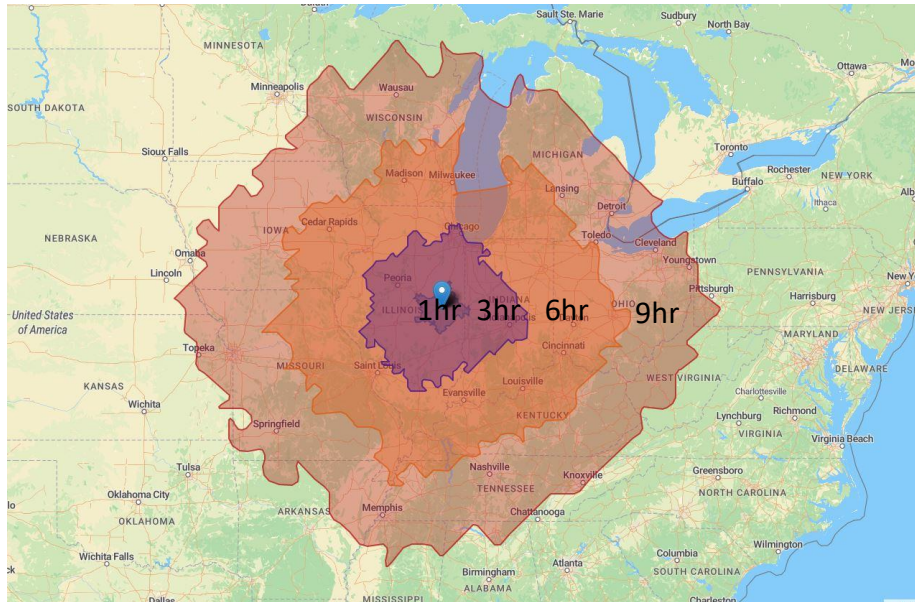 Sault Ste. Marie
Sudbury
North Bay
MINNESOTA
Ottawa
Minneapolis
Wausau
WISCONSIN
SOUTH DAKOTA
Sioux Falls
MICHIGAN
Toronto
Madison
Milwaukee
Rochester
Lansing
Buffalo
NEW YORK
Detroit
Ithaca
Cedar Rapids
Chicago
IOWA
Toledo
NEBRASKA
Omaha
Cleveland
Youngstown
Lincoln
Peoria
PENNSYLVANIA
Pittsburgh
Harrisburg
ILLINOIS
INDIANA
OHIO
1hr 3hr 6hr 9hr
United States
of America
NEW JERSEY
MARYLAND
Topeka
Cincinnati
MISSOURI
Saint Louis
DELAWARE
KANSAS
Louisville
WEST VIRGINIA
Evansville
Charlottesville
Wichita
KENTUCKY
Lynchburg
Richmond
Springfield
VIRGINIA
Virginia Beach
Tulsa
Nashville
Greensboro
Knoxville
TENNESSEE
NORTH CAROLINA
Oklahoma City
ARKANSAS
Memphis
Chattanooga
OKLAHOMA
Wilmington
Wichita Falls
Columbia
Atlanta
Birmingham
SOUTH CAROLINA
ALABAMA
Dallas
MISSISSIPPI
Charleston